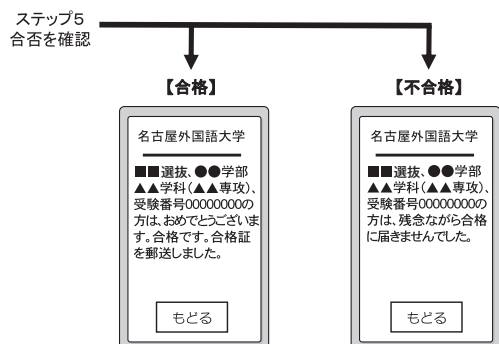 ステップ5
合否を確認
【合格】
名古屋外国語大学
■■選抜、●●学部
▲▲学科(▲▲専攻)、
受験番号00000000の
方は、おめでとうございま
す。合格です。合格証
を郵送しました。
もどる
【不合格】
名古屋外国語大学
■■選抜、●●学部
▲▲学科(▲▲専攻)、
受験番号00000000の
方は、残念ながら合格
に届きませんでした。
もどる